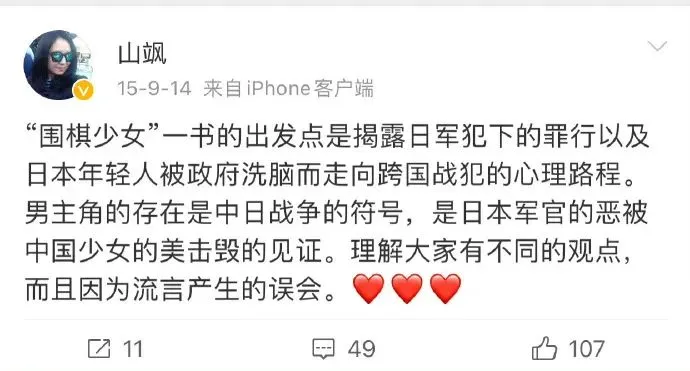 山飒
15-9-14 来自iPhone客户端
“围棋少女”一书的出发点是揭露日军犯下的罪行以及
日本年轻人被政府洗脑而走向跨国战犯的心理路程。
男主角的存在是中日战争的符号，是日本军官的恶被
中国少女的美击毁的见证。理解大家有不同的观点，
而且因为流言产生的误会。❤️❤️❤️
11 49 107